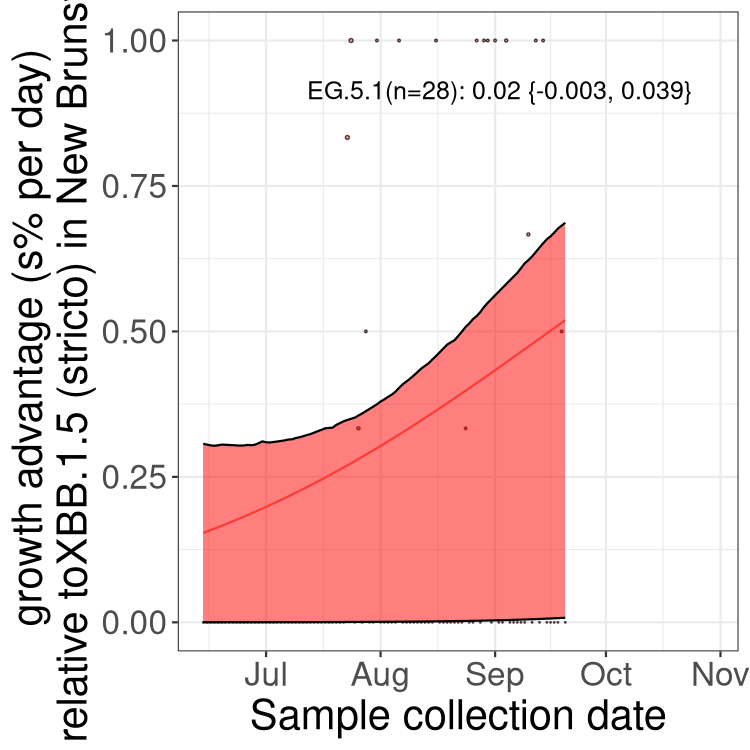 growth advantage (s% per day)
relative toXBB.1.5 (stricto) in New
1.00
0.75
0.50
0.25
0.00
EG.5.1(n=28): 0.02 {-0.003, 0.039}
Jul Aug Sep Oct Nov
Sample collection date